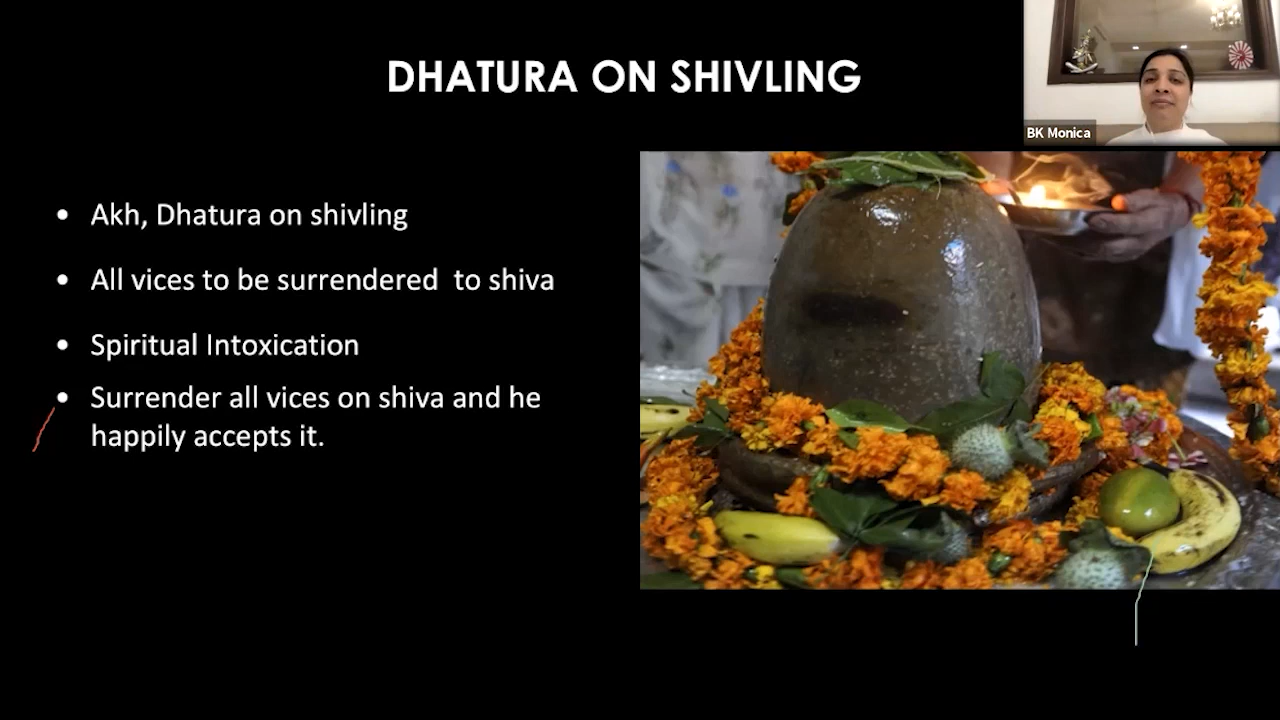 DHATURA ON SHIVLING
BK Monica
• Akh, Dhatura on shivling
• All vices to be surrendered  to shiva
• Spiritual Intoxication
• Surrender all vices on shiva and he
happily accepts it.